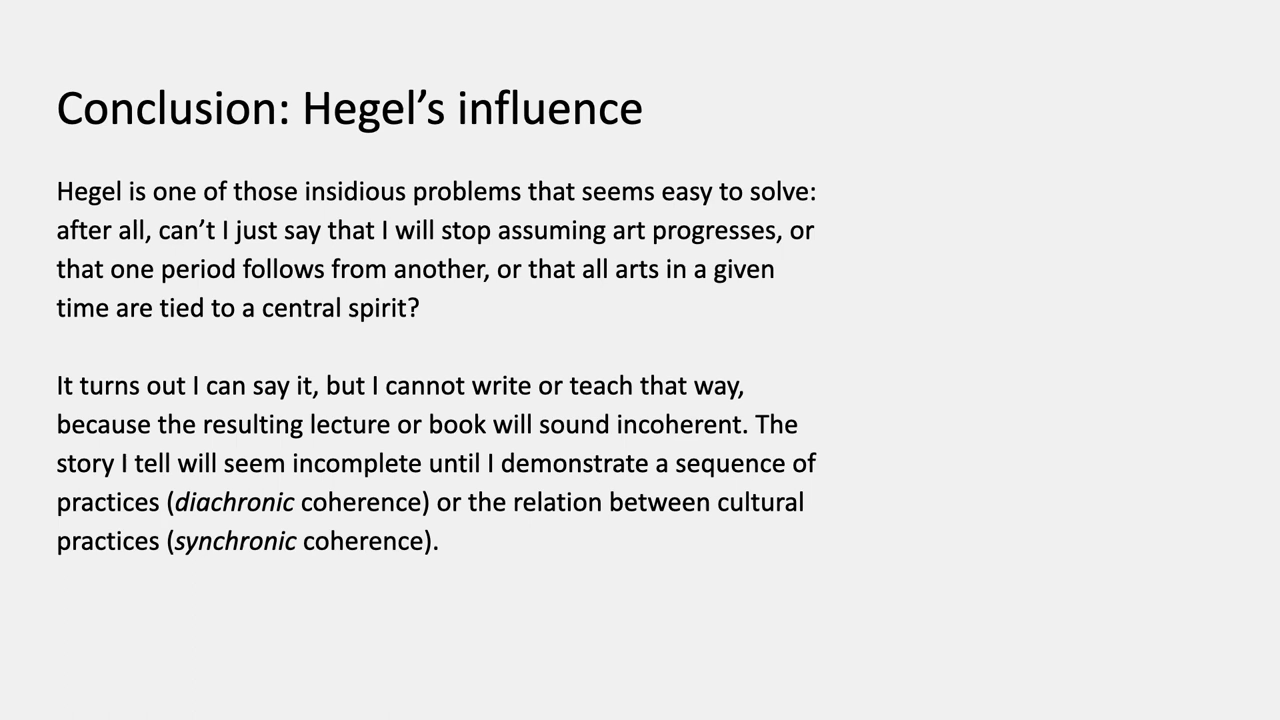 Conclusion: Hegel’s influence
Hegel is one of those insidious problems that seems easy to solve:
after all, can’t I just say that I will stop assuming art progresses, or
that one period follows from another, or that all arts in a given
time are tied to a central spirit?
It turns out I can say it, but I cannot write or teach that way,
because the resulting lecture or book will sound incoherent. The
story I tell will seem incomplete until I demonstrate a sequence of
practices (diachronic coherence) or the relation between cultural
practices (synchronic coherence).